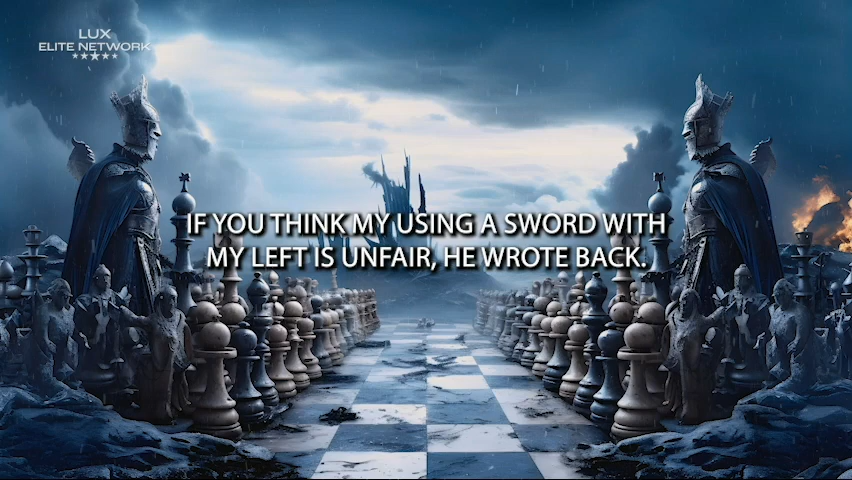 LUX
ELITE NETWORK
IF YOU THINK MY USING A SWORD WITH
MY LEFT IS UNFAIR, HE WROTE BACK.